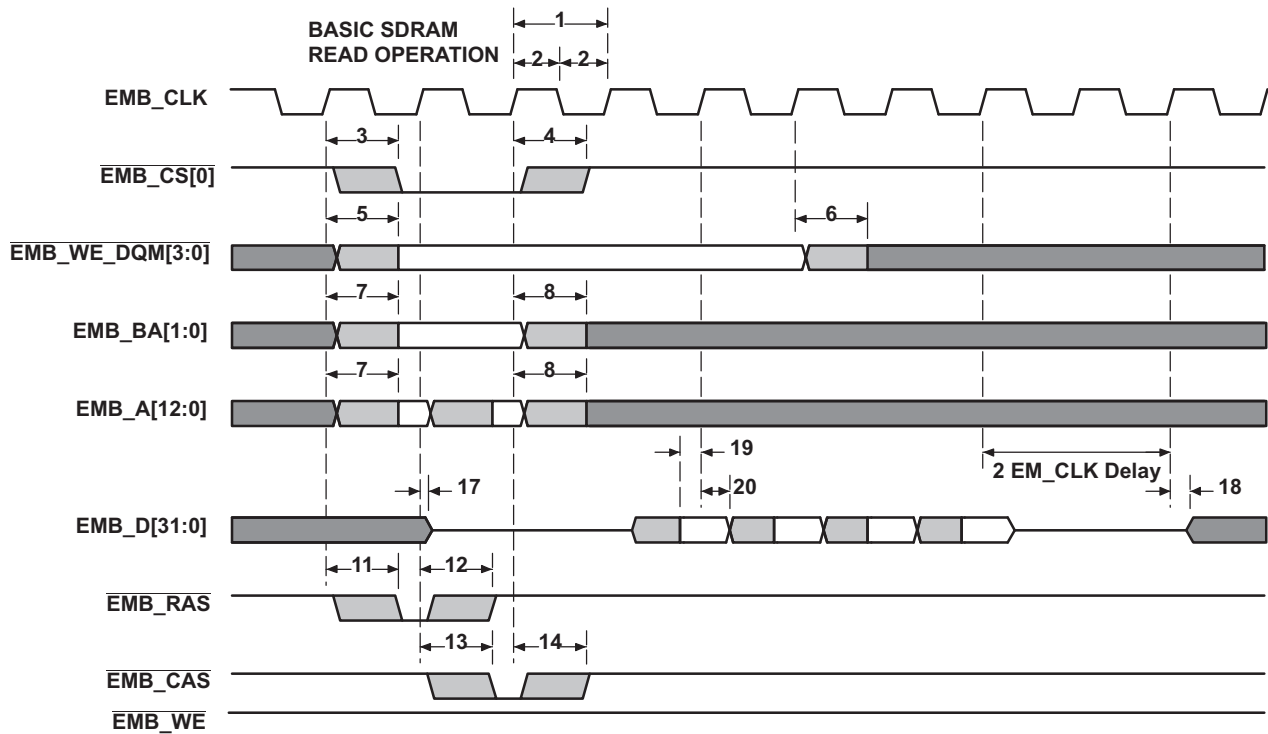 BASIC SDRAM
READ OPERATION
1
2 2
EMB_CLK
3 4
EMB_CS[0]
5 6
EMB_WE_DQM[3:0]
7 8
EMB_BA[1:0]
7 8
EMB_A[12:0]
19
2 EM_CLK Delay
17 20 18
EMB_D[31:0]
11 12
EMB_RAS
13 14
EMB_CAS
EMB_WE